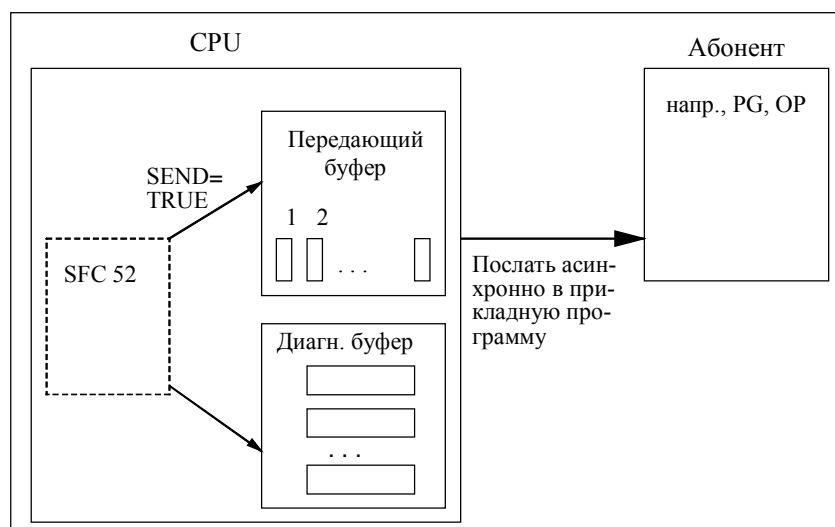 CPU
Абонент
напр., PG, OP
Передающий
буфер
SEND=
TRUE
1 2
. . .
SFC 52
Послать асин-
хронно в при-
кладную про-
грамму
Диагн. буфер
. . .